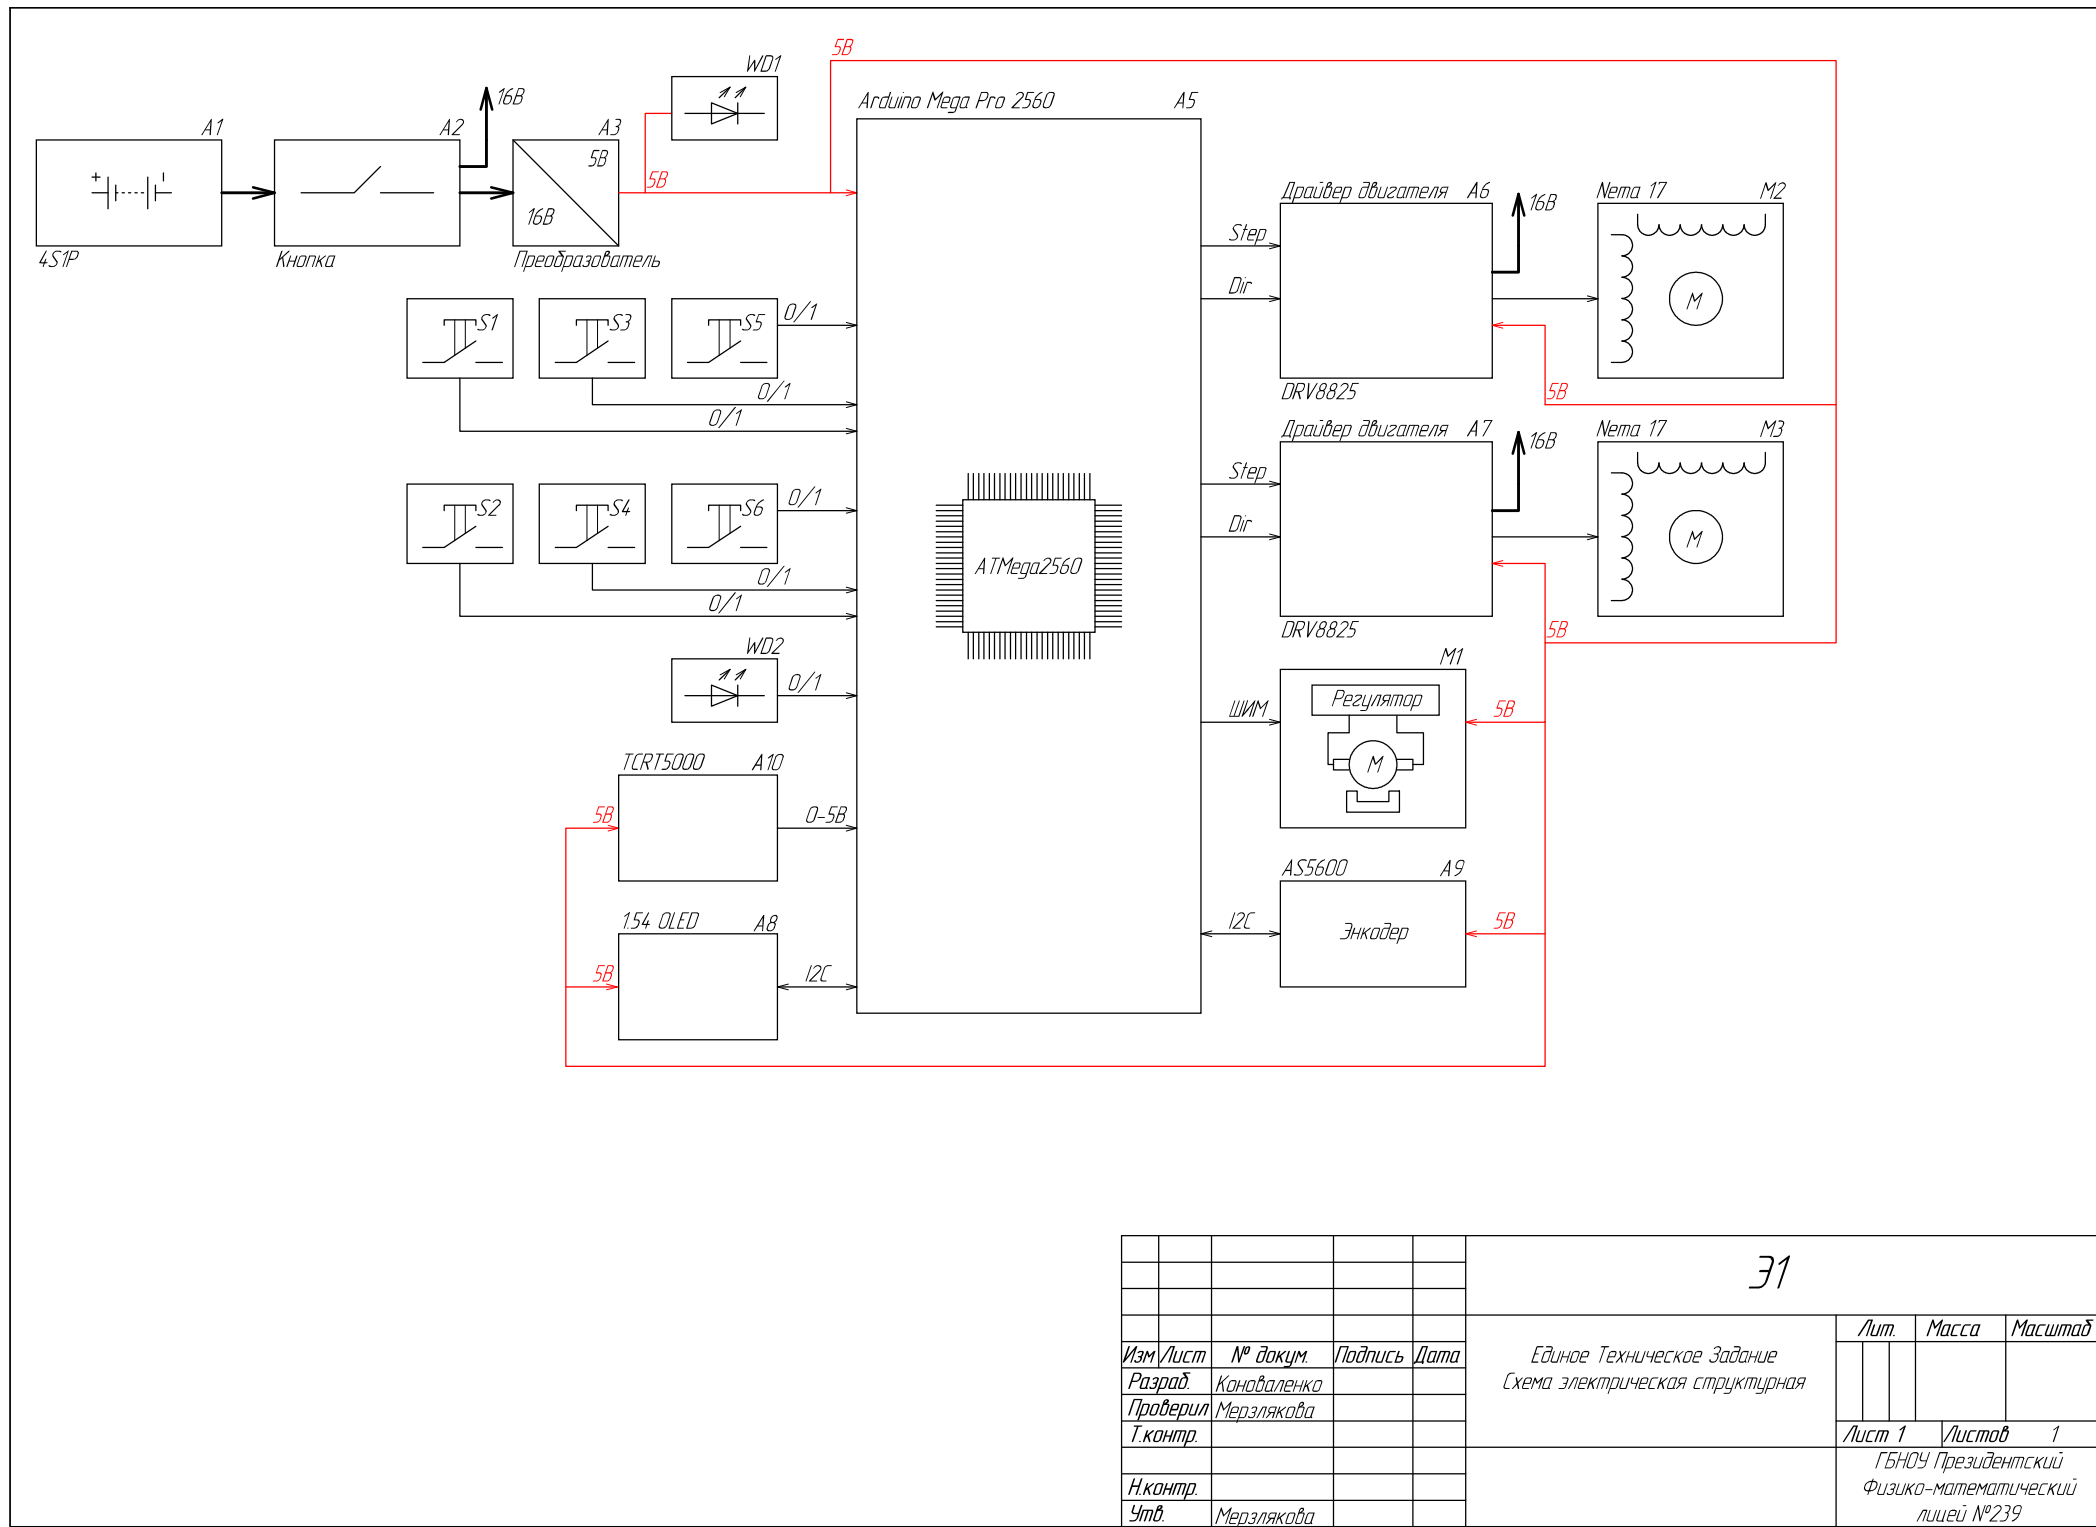 5В
WD1
16В
Arduino Mega Pro 2560 A5
A1
A2
A3
5В
16В
5В
4S1P
Кнопка
Преобразователь
Драйвер двигателя A6
16В
Nema 17 M2
Step
Dir
M
DRV8825
5В
S1
S3
S5
0/1
0/1
0/1
Драйвер двигателя A7
16В
Nema 17 M3
Step
Dir
M
DRV8825
5В
S2
S4
S6
0/1
0/1
0/1
ATMega2560
WD2
0/1
M1
Регулятор
M
ШИМ
5В
TCRT5000 A10
5В
0-5В
AS5600 A9
Энкодер
I2C
5В
1.54 OLED A8
5В
I2C
Э1
Лит. Масса Масштаб
Изм Лист № докум. Подпись Дата
Единое Техническое Задание
Схема электрическая структурная
Разраб. Коноваленко
Проверил Мерзлякова
Т.контр.
Лист 1 Листов 1
Н.контр.
Утв. Мерзлякова
ГБНОУ Президентский
Физико-математический
лицей №239